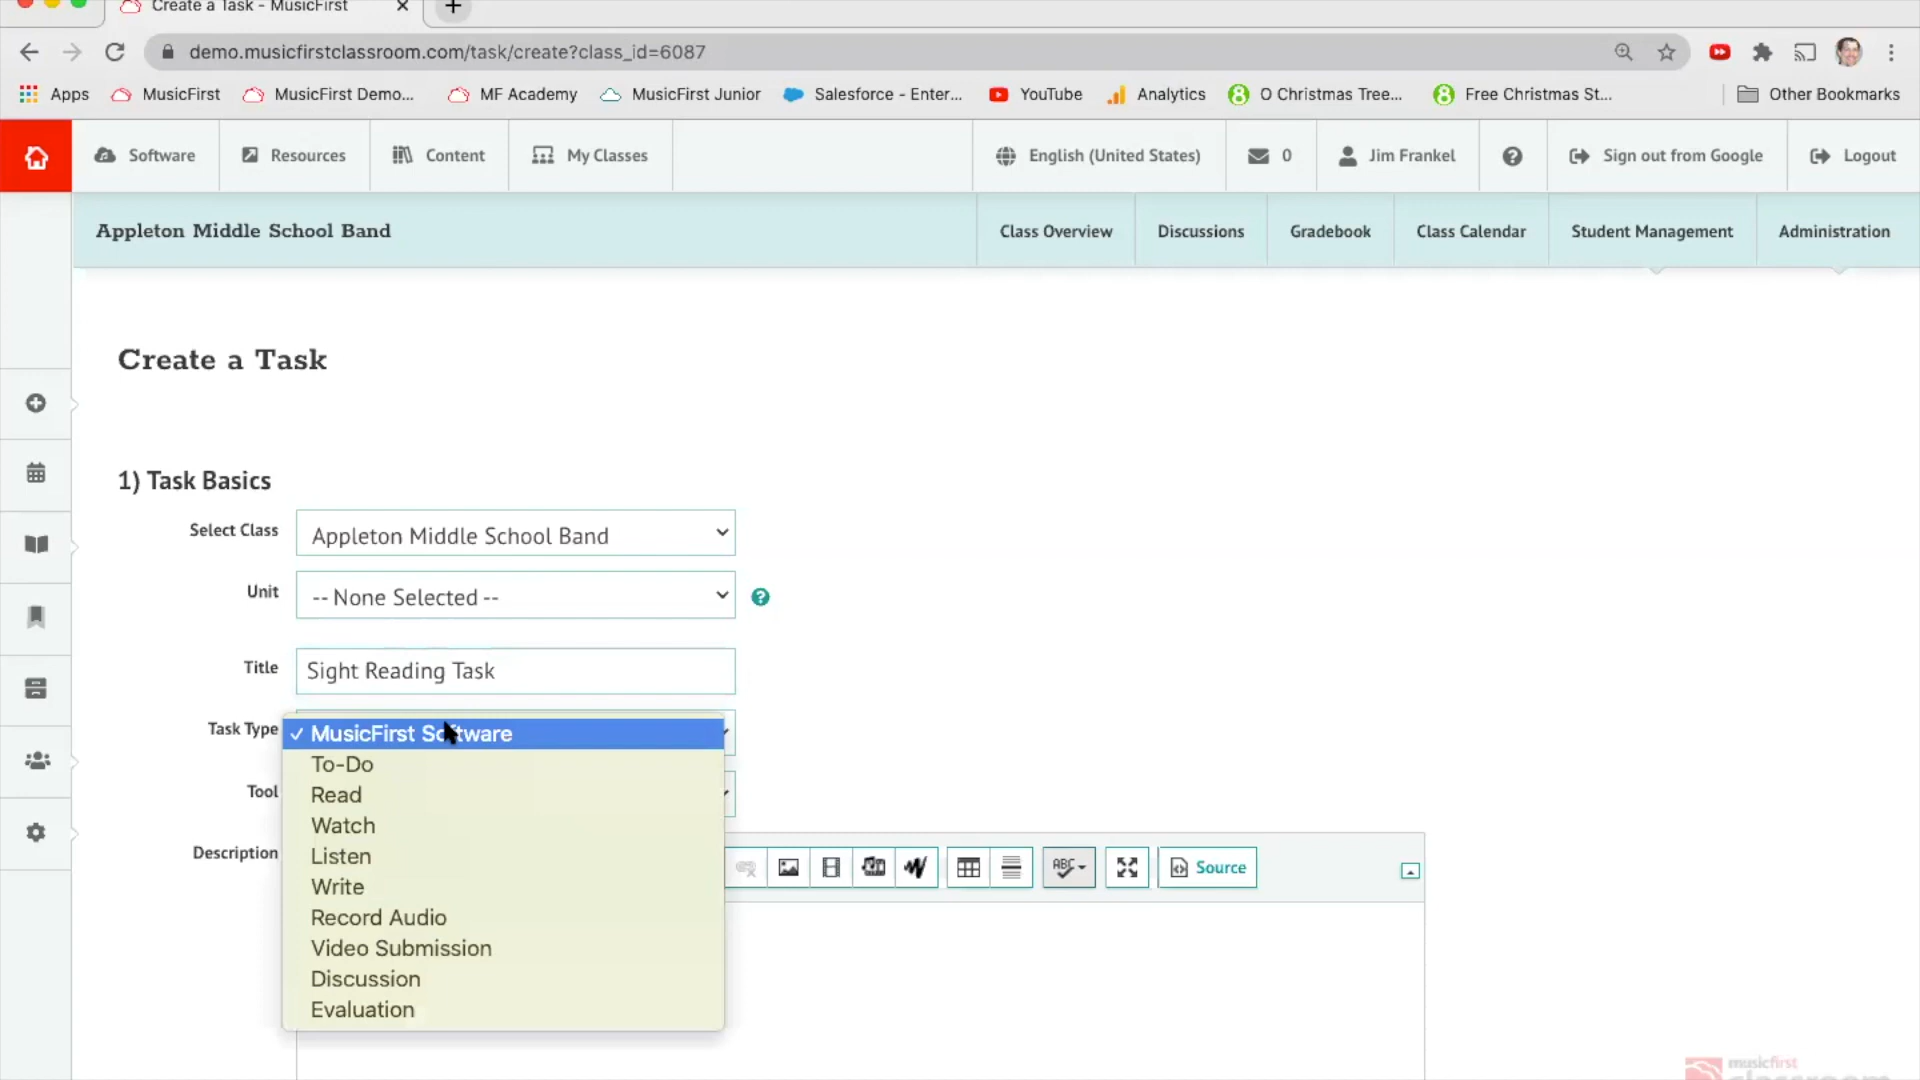 Create a Task - MusicFirst
demo.musicfirstclassroom.com/task/create?class_id=6087
Apps MusicFirst MusicFirst Demo... MF Academy MusicFirst Junior Salesforce - Enter... YouTube Analytics O Christmas Tree... Free Christmas St... Other Bookmarks
Software Resources Content My Classes English (United States) 0 Jim Frankel Sign out from Google Logout
Appleton Middle School Band Class Overview Discussions Gradebook Class Calendar Student Management Administration
Create a Task
1) Task Basics
Select Class Appleton Middle School Band
Unit -- None Selected --
Title Sight Reading Task
Task Type MusicFirst Software
To-Do
Tool Read
Watch
Description Listen ABC Source
Write
Record Audio
Video Submission
Discussion
Evaluation
musicfirst
classroom